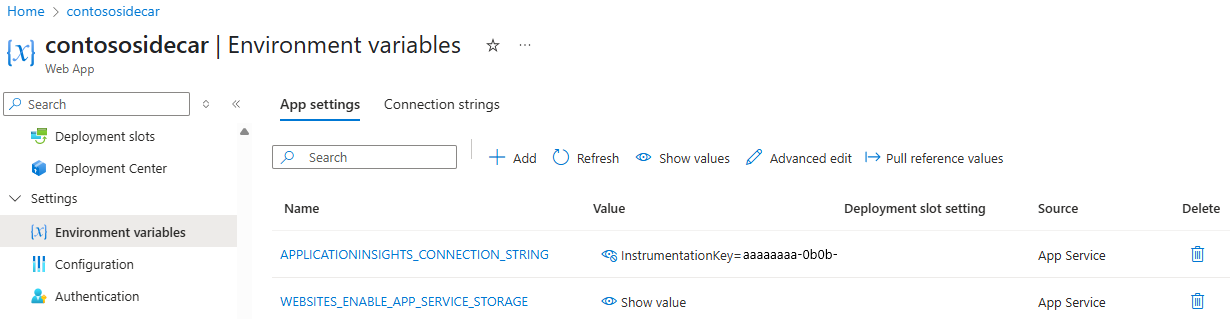 Home > contososidecar
contososidecar | Environment variables
Web App
Search
Deployment slots
Deployment Center
Settings
Environment variables
Configuration
Authentication
App settings Connection strings
Search Add Refresh Show values Advanced edit Pull reference values
Name Value Deployment slot setting Source Delete
APPLICATIONINSIGHTS_CONNECTION_STRING InstrumentationKey=aaaaaaaa-0b0b- App Service
WEBSITES_ENABLE_APP_SERVICE_STORAGE Show value App Service